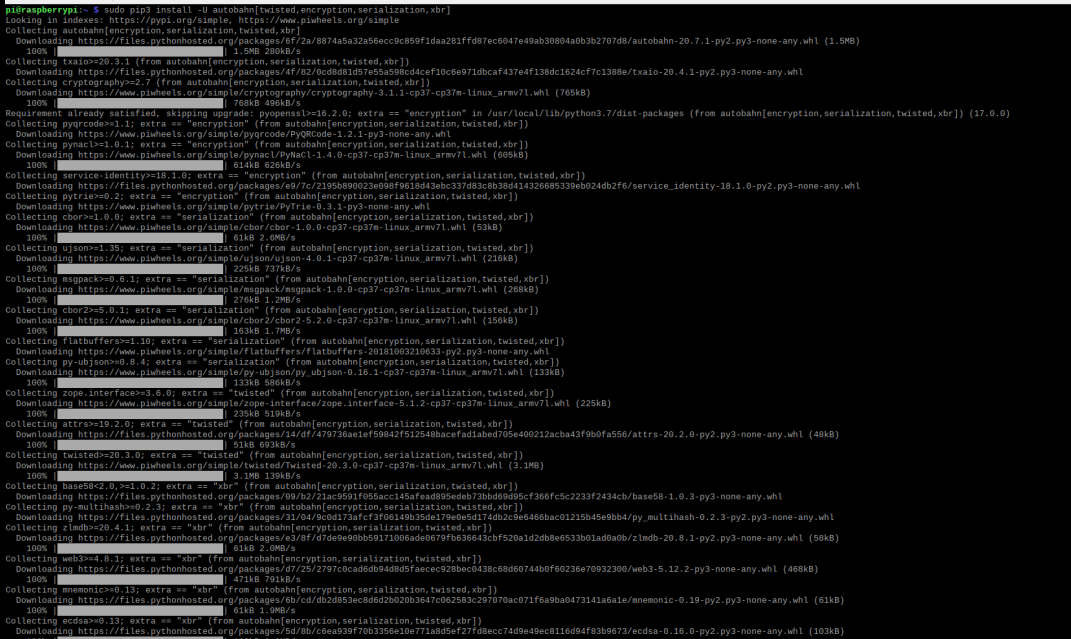 pi@raspberrypi:~ $ sudo pip3 install -U autobahn[twisted,encryption,serialization,xbr]
Looking in indexes: https://pypi.org/simple, https://www.piwheels.org/simple
Collecting autobahn[encryption,serialization,twisted,xbr]
Downloading https://files.pythonhosted.org/packages/6f/2a/8874a5a32a56ecc9c859f1daa281ffd87ec6047e49ab30804a0b3b2707d8/autobahn-20.7.1-py2.py3-none-any.whl (1.5MB)
100% |████████████████████████████████| 1.5MB 280kB/s
Collecting txaio>=20.3.1 (from autobahn[encryption,serialization,twisted,xbr])
Downloading https://files.pythonhosted.org/packages/4f/82/0cd8d81d57e55a598cd4cef10c6e971dbcaf437e4f138dc1624cf7c1388e/txaio-20.4.1-py2.py3-none-any.whl
Collecting cryptography>=2.7 (from autobahn[encryption,serialization,twisted,xbr])
Downloading https://www.piwheels.org/simple/cryptography/cryptography-3.1.1-cp37-cp37m-linux_armv7l.whl (765kB)
100% |████████████████████████████████| 768kB 496kB/s
Requirement already satisfied, skipping upgrade: pyopenssl>=16.2.0; extra == "encryption" in /usr/local/lib/python3.7/dist-packages (from autobahn[encryption,serialization,twisted,xbr]) (17.0.0)
Collecting pyqrcode>=1.1; extra == "encryption" (from autobahn[encryption,serialization,twisted,xbr])
Downloading https://www.piwheels.org/simple/pyqrcode/PyQRCode-1.2.1-py3-none-any.whl
Collecting pynacl>=1.0.1; extra == "encryption" (from autobahn[encryption,serialization,twisted,xbr])
Downloading https://www.piwheels.org/simple/pynacl/PyNaCl-1.4.0-cp37-cp37m-linux_armv7l.whl (605kB)
100% |████████████████████████████████| 614kB 626kB/s
Collecting service-identity>=18.1.0; extra == "encryption" (from autobahn[encryption,serialization,twisted,xbr])
Downloading https://files.pythonhosted.org/packages/e9/7c/2195b890023e098f9618d43ebc337d83c8b38d414326685339eb024db2f6/service_identity-18.1.0-py2.py3-none-any.whl
Collecting pytrie>=0.2; extra == "encryption" (from autobahn[encryption,serialization,twisted,xbr])
Downloading https://www.piwheels.org/simple/pytrie/PyTrie-0.3.1-py3-none-any.whl
Collecting cbor>=1.0.0; extra == "serialization" (from autobahn[encryption,serialization,twisted,xbr])
Downloading https://www.piwheels.org/simple/cbor/cbor-1.0.0-cp37-cp37m-linux_armv7l.whl (53kB)
100% |████████████████████████████████| 61kB 2.6MB/s
Collecting ujson>=1.35; extra == "serialization" (from autobahn[encryption,serialization,twisted,xbr])
Downloading https://www.piwheels.org/simple/ujson/ujson-4.0.1-cp37-cp37m-linux_armv7l.whl (216kB)
100% |████████████████████████████████| 225kB 737kB/s
Collecting msgpack>=0.6.1; extra == "serialization" (from autobahn[encryption,serialization,twisted,xbr])
Downloading https://www.piwheels.org/simple/msgpack/msgpack-1.0.0-cp37-cp37m-linux_armv7l.whl (268kB)
100% |████████████████████████████████| 276kB 1.2MB/s
Collecting cbor2>=5.0.1; extra == "serialization" (from autobahn[encryption,serialization,twisted,xbr])
Downloading https://www.piwheels.org/simple/cbor2/cbor2-5.2.0-cp37-cp37m-linux_armv7l.whl (156kB)
100% |████████████████████████████████| 163kB 1.7MB/s
Collecting flatbuffers>=1.10; extra == "serialization" (from autobahn[encryption,serialization,twisted,xbr])
Downloading https://www.piwheels.org/simple/flatbuffers/flatbuffers-20181003210633-py2.py3-none-any.whl
Collecting py-ubjson>=0.8.4; extra == "serialization" (from autobahn[encryption,serialization,twisted,xbr])
Downloading https://www.piwheels.org/simple/py-ubjson/py_ubjson-0.16.1-cp37-cp37m-linux_armv7l.whl (133kB)
100% |████████████████████████████████| 133kB 586kB/s
Collecting zope.interface>=3.6.0; extra == "twisted" (from autobahn[encryption,serialization,twisted,xbr])
Downloading https://www.piwheels.org/simple/zope-interface/zope.interface-5.1.2-cp37-cp37m-linux_armv7l.whl (225kB)
100% |████████████████████████████████| 235kB 519kB/s
Collecting attrs>=19.2.0; extra == "twisted" (from autobahn[encryption,serialization,twisted,xbr])
Downloading https://files.pythonhosted.org/packages/14/df/479736ae1ef59842f512548bacefad1abed705e400212acba43f9b0fa556/attrs-20.2.0-py2.py3-none-any.whl (48kB)
100% |████████████████████████████████| 51kB 693kB/s
Collecting twisted>=20.3.0; extra == "twisted" (from autobahn[encryption,serialization,twisted,xbr])
Downloading https://www.piwheels.org/simple/twisted/Twisted-20.3.0-cp37-cp37m-linux_armv7l.whl (3.1MB)
100% |████████████████████████████████| 3.1MB 139kB/s
Collecting base58<2.0,>=1.0.2; extra == "xbr" (from autobahn[encryption,serialization,twisted,xbr])
Downloading https://files.pythonhosted.org/packages/09/b2/21ac9591f055acc145afead895edeb73bbd69d95cf366fc5c2233f2434cb/base58-1.0.3-py3-none-any.whl
Collecting py-multihash>=0.2.3; extra == "xbr" (from autobahn[encryption,serialization,twisted,xbr])
Downloading https://files.pythonhosted.org/packages/31/04/9c0d173afcf3f06149b35de179e0e5d174db2c9e6466bac01215b45e9bb4/py_multihash-0.2.3-py2.py3-none-any.whl
Collecting zlmdb>=20.4.1; extra == "xbr" (from autobahn[encryption,serialization,twisted,xbr])
Downloading https://files.pythonhosted.org/packages/e3/8f/d7de9e90bb59171006ade0679fb636643cbf520a1d2db8e6533b01ad0a0b/zlmdb-20.8.1-py2.py3-none-any.whl (58kB)
100% |████████████████████████████████| 61kB 2.0MB/s
Collecting web3>=4.8.1; extra == "xbr" (from autobahn[encryption,serialization,twisted,xbr])
Downloading https://files.pythonhosted.org/packages/d7/25/2797c0cad6db94d8d5faecec928bec0438c68d60744b0f60236e70932300/web3-5.12.2-py3-none-any.whl (468kB)
100% |████████████████████████████████| 471kB 791kB/s
Collecting mnemonic>=0.13; extra == "xbr" (from autobahn[encryption,serialization,twisted,xbr])
Downloading https://files.pythonhosted.org/packages/6b/cd/db2d853ec8d6d2b020b3647c062583c297070ac071f6a9ba0473141a6a1e/mnemonic-0.19-py2.py3-none-any.whl (61kB)
100% |████████████████████████████████| 61kB 1.9MB/s
Collecting ecdsa>=0.13; extra == "xbr" (from autobahn[encryption,serialization,twisted,xbr])
Downloading https://files.pythonhosted.org/packages/5d/8b/c6ea939f70b3356e10e771a8d5ef27fd8ecc74d9e49ec8116d94f83b9673/ecdsa-0.16.0-py2.py3-none-any.whl (103kB)